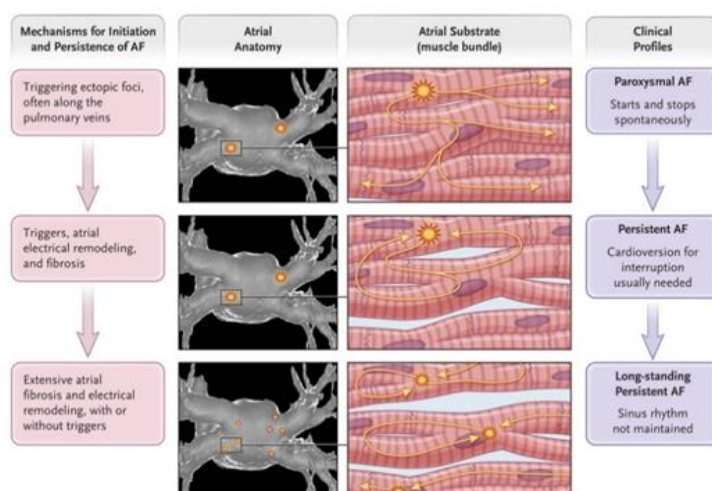 Mechanisms for Initiation
and Persistence of AF
Atrial
Anatomy
Atrial Substrate
(muscle bundle)
Clinical
Profiles
Triggering ectopic foci,
often along the
pulmonary veins
Paroxysmal AF
Starts and stops
spontaneously
Triggers, atrial
electrical remodeling,
and fibrosis
Persistent AF
Cardioversion for
interruption
usually needed
Extensive atrial
fibrosis and electrical
remodeling, with or
without triggers
Long-standing
Persistent AF
Sinus rhythm
not maintained